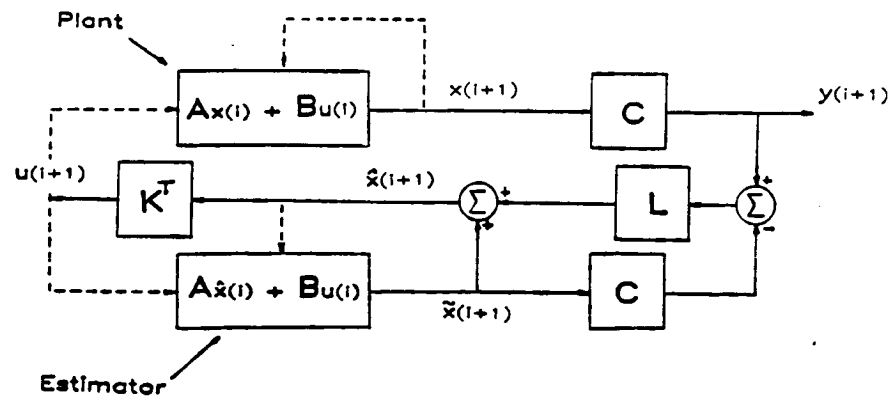 Plant
Ax(i) + Bu(i)
x(i+1)
C
y(i+1)
u(i+1)
K^T
x̂(i+1)
Σ
+
+
L
+
Σ
−
Ax̂(i) + Bu(i)
x̃(i+1)
C
Estimator